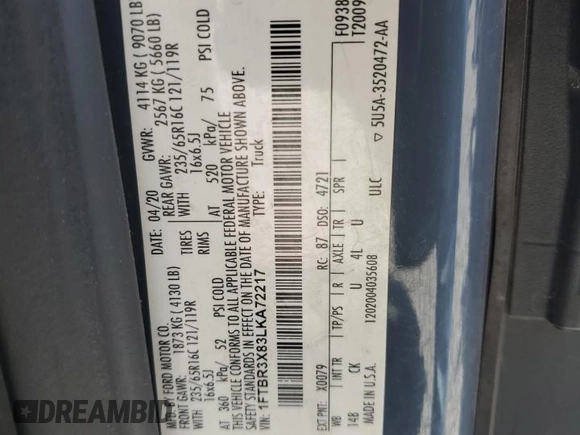 MFD. BY FORD MOTOR CO.
DATE: 04/20 GVWR: 4114 KG ( 9070 LB
FRONT GAWR: 1873 KG ( 4130 LB) REAR GAWR: 2567 KG ( 5660 LB)
WITH 235/65R16C 121/119R TIRES WITH 235/65R16C 121/119R
16x6.5J RIMS 16x6.5J
AT 360 kPa/ 52 PSI COLD AT 520 kPa/ 75 PSI COLD
THIS VEHICLE CONFORMS TO ALL APPLICABLE FEDERAL MOTOR VEHICLE
SAFETY STANDARDS IN EFFECT ON THE DATE OF MANUFACTURE SHOWN ABOVE.
VIN: 1FTBR3X83LKA72217 TYPE: Truck
F0938
T2009
EXT PNT: X0079 RC: 87 DSO: 4721
WB INT TR TP/PS R AXLE TR SPR
14B CK U 4L U ULC
MADE IN U.S.A. 1202004035608
▽ 5U5A-3520472-AA
DREAMBID